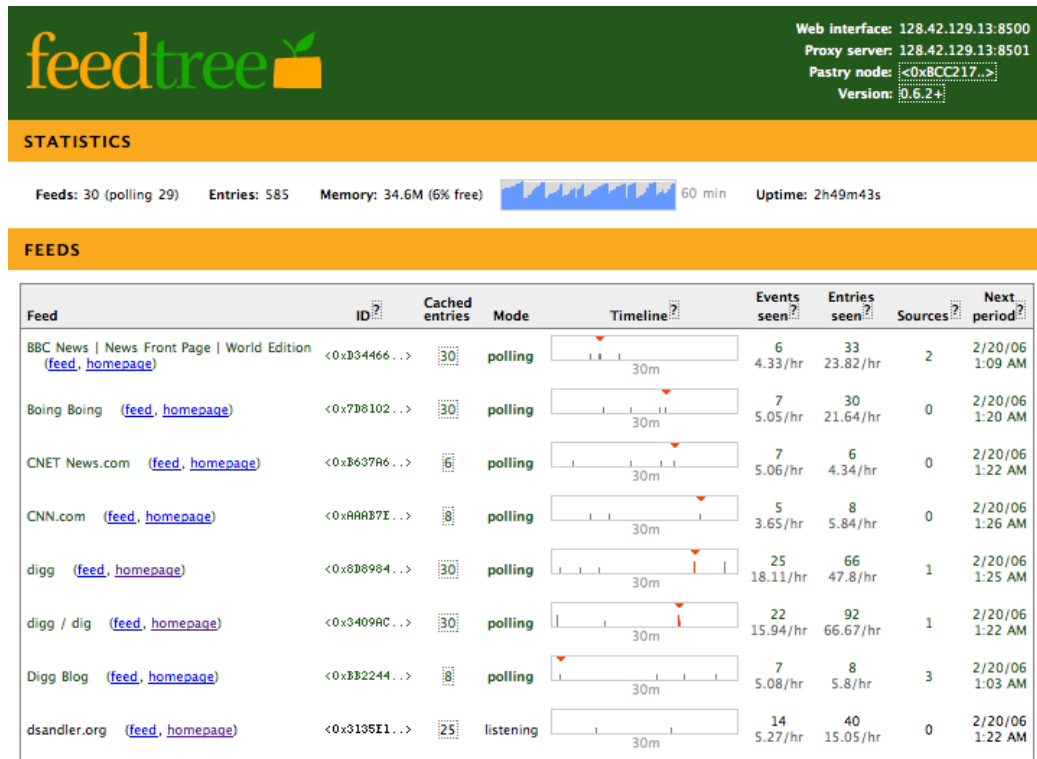 feedtree
Web interface: 128.42.129.13:8500
Proxy server: 128.42.129.13:8501
Pastry node: <0xBCC217..>
Version: 0.6.2+
STATISTICS
Feeds: 30 (polling 29) Entries: 585 Memory: 34.6M (6% free) 60 min Uptime: 2h49m43s
FEEDS
Feed ID? Cached entries Mode Timeline? Events seen? Entries seen? Sources? Next period?
BBC News | News Front Page | World Edition <0xD34466..> 30 polling 6 33 2 2/20/06
(feed, homepage) 30m 4.33/hr 23.82/hr 1:09 AM
Boing Boing (feed, homepage) <0x7D8102..> 30 polling 7 30 0 2/20/06
30m 5.05/hr 21.64/hr 1:20 AM
CNET News.com (feed, homepage) <0xB637A6..> 6 polling 7 6 0 2/20/06
30m 5.06/hr 4.34/hr 1:22 AM
CNN.com (feed, homepage) <0xAAAB7E..> 8 polling 5 8 0 2/20/06
30m 3.65/hr 5.84/hr 1:26 AM
digg (feed, homepage) <0x8D8984..> 30 polling 25 66 1 2/20/06
30m 18.11/hr 47.8/hr 1:25 AM
digg / dig (feed, homepage) <0x3409AC..> 30 polling 22 92 1 2/20/06
30m 15.94/hr 66.67/hr 1:22 AM
Digg Blog (feed, homepage) <0xBB2244..> 8 polling 7 8 3 2/20/06
30m 5.08/hr 5.8/hr 1:03 AM
dsandler.org (feed, homepage) <0x3135E1..> 25 listening 14 40 0 2/20/06
30m 5.27/hr 15.05/hr 1:22 AM